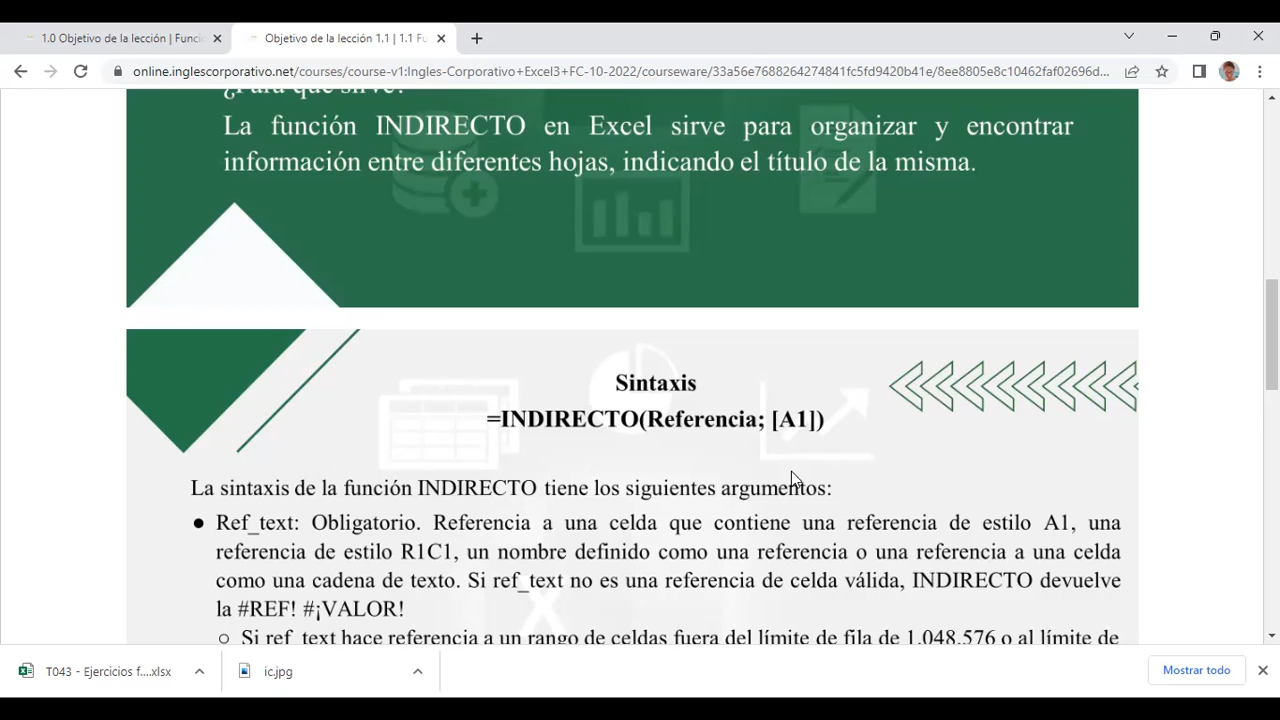 1.0 Objetivo de la lección | Funci
Objetivo de la lección 1.1 | 1.1 Fu
online.inglescorporativo.net/courses/course-v1:Ingles-Corporativo+Excel3+FC-10-2022/courseware/33a56e7688264274841fc5fd9420b41e/8ee8805e8c10462faf02696d...
¿Para qué sirve?
La función INDIRECTO en Excel sirve para organizar y encontrar
información entre diferentes hojas, indicando el título de la misma.
Sintaxis
=INDIRECTO(Referencia; [A1])
La sintaxis de la función INDIRECTO tiene los siguientes argumentos:
● Ref_text: Obligatorio. Referencia a una celda que contiene una referencia de estilo A1, una
referencia de estilo R1C1, un nombre definido como una referencia o una referencia a una celda
como una cadena de texto. Si ref_text no es una referencia de celda válida, INDIRECTO devuelve
la #REF! #¡VALOR!
○ Si ref_text hace referencia a un rango de celdas fuera del límite de fila de 1.048.576 o al límite de
T043 - Ejercicios f....xlsx
ic.jpg
Mostrar todo